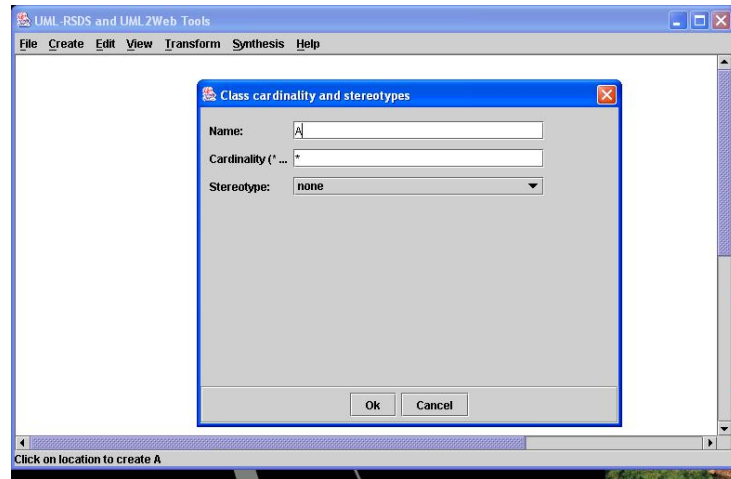 UML-RSDS and UML2Web Tools
File Create Edit View Transform Synthesis Help
Class cardinality and stereotypes
Name: A
Cardinality (* ... *
Stereotype: none
Ok Cancel
Click on location to create A